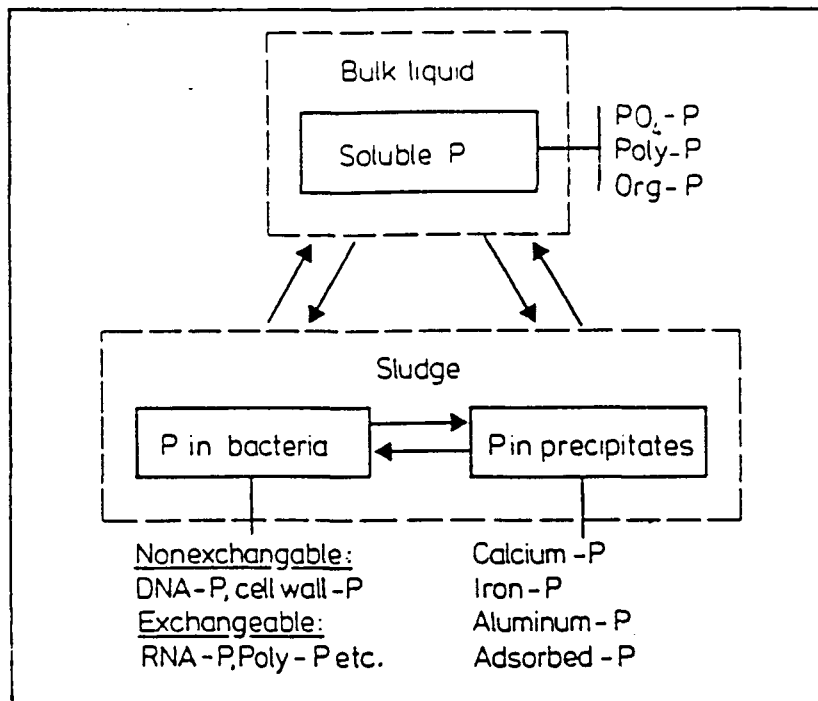 Bulk liquid
Soluble P
PO₄-P
Poly-P
Org-P
Sludge
P in bacteria
P in precipitates
Nonexchangable:
DNA-P, cell wall-P
Exchangeable:
RNA-P, Poly-P etc.
Calcium-P
Iron-P
Aluminum-P
Adsorbed-P